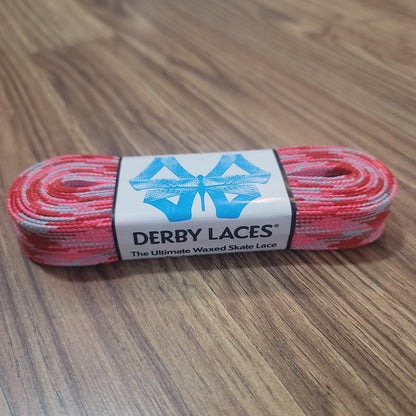 DERBY LACES®
The Ultimate Waxed Skate Lace